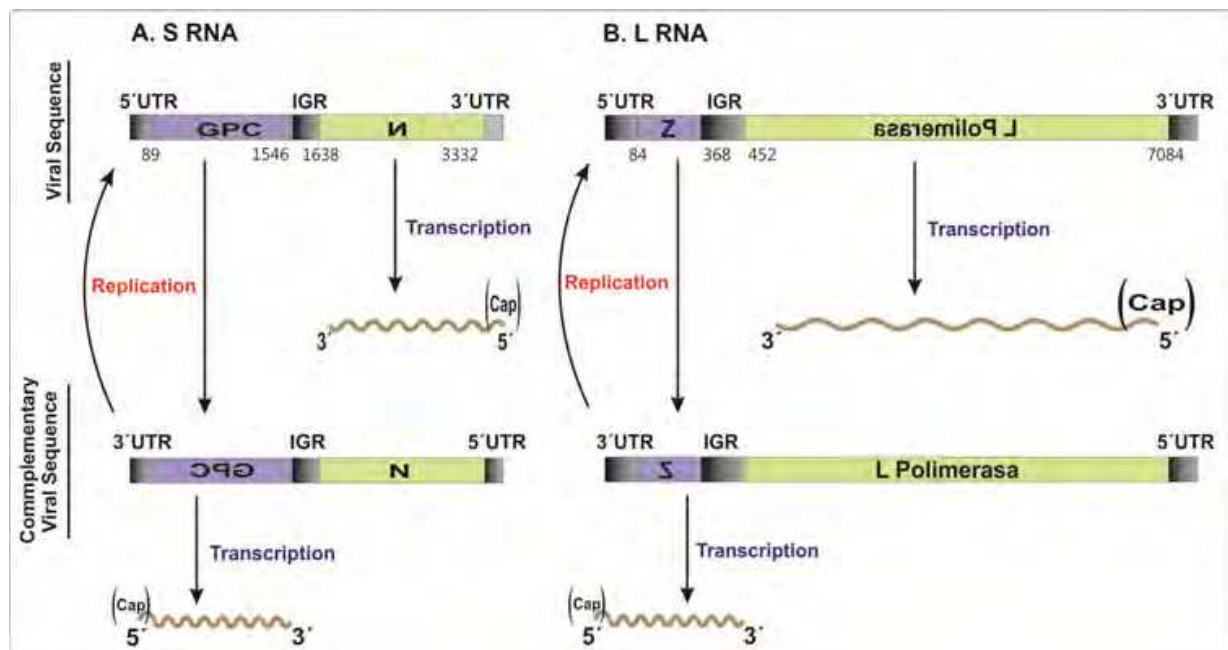 A. S RNA
B. L RNA
Viral Sequence
5´UTR IGR 3´UTR
GPC N
89 1546 1638 3332
5´UTR IGR 3´UTR
Z L Polimerasa
84 368 452 7084
Transcription
Replication
(Cap)
3´ 5´
Transcription
Replication
(Cap)
3´ 5´
Commplementary
Viral Sequence
3´UTR IGR 5´UTR
GPC N
3´UTR IGR 5´UTR
Z L Polimerasa
Transcription
(Cap)
5´ 3´
Transcription
(Cap)
5´ 3´